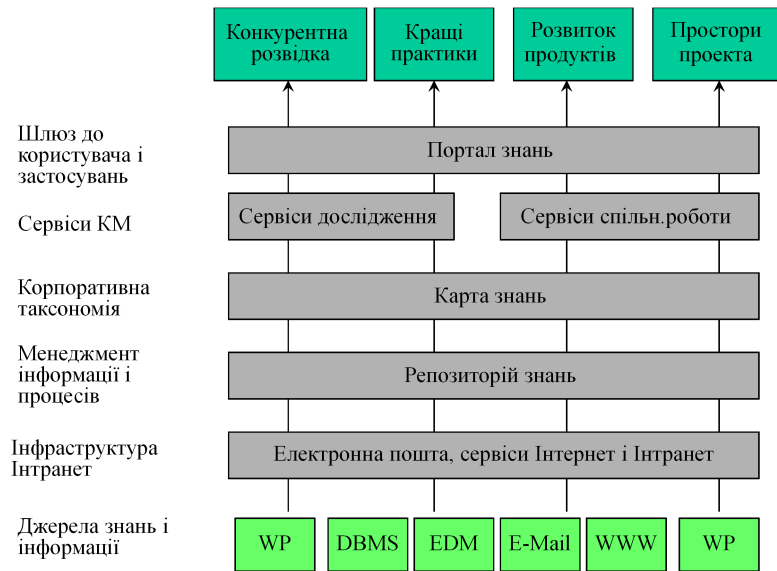 Конкурентна
розвідка
Кращі
практики
Розвиток
продуктів
Простори
проекта
Шлюз до
користувача і
застосувань
Портал знань
Сервіси КМ
Сервіси дослідження
Сервіси спільн.роботи
Корпоративна
таксономія
Карта знань
Менеджмент
інформації і
процесів
Репозиторій знань
Інфраструктура
Інтранет
Електронна пошта, сервіси Інтернет і Інтранет
Джерела знань і
інформації
WP
DBMS
EDM
E-Mail
WWW
WP